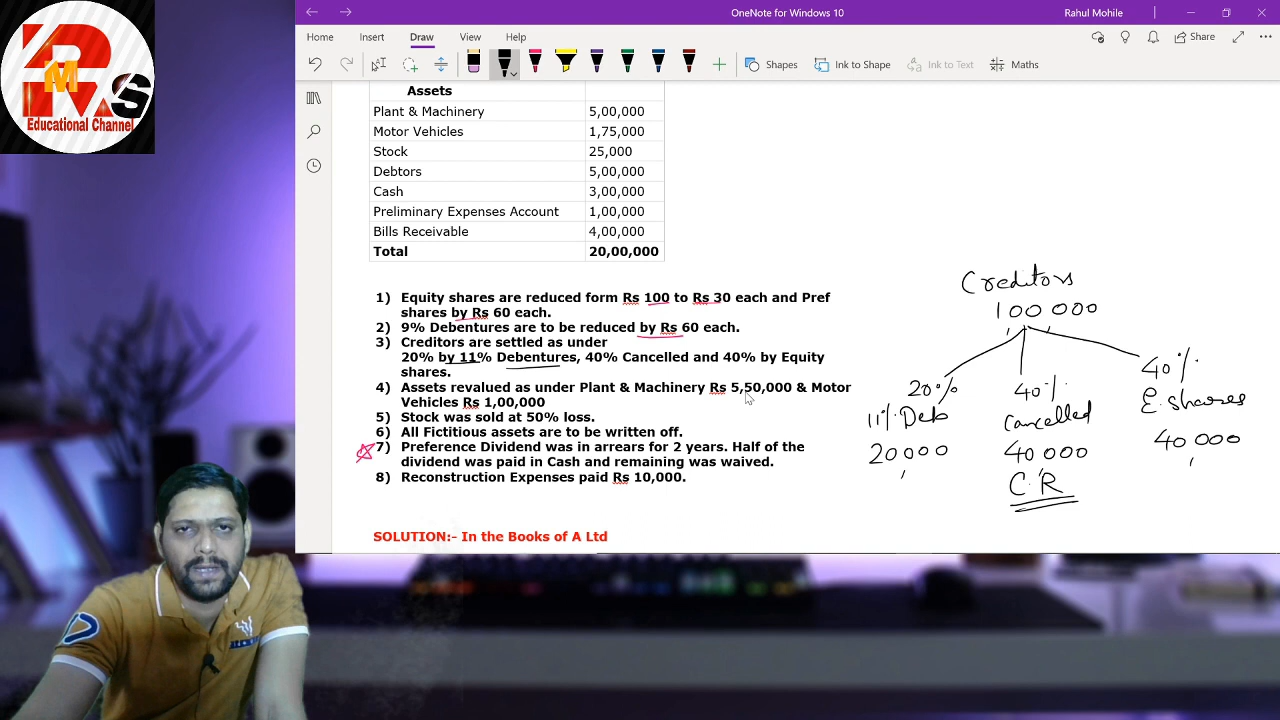 R
M
S
Educational Channel
OneNote for Windows 10
Rahul Mohile
Home Insert Draw View Help
Share
Shapes Ink to Shape Ink to Text Maths
Assets
Plant & Machinery 5,00,000
Motor Vehicles 1,75,000
Stock 25,000
Debtors 5,00,000
Cash 3,00,000
Preliminary Expenses Account 1,00,000
Bills Receivable 4,00,000
Total 20,00,000
1) Equity shares are reduced form Rs 100 to Rs 30 each and Pref
shares by Rs 60 each.
2) 9% Debentures are to be reduced by Rs 60 each.
3) Creditors are settled as under
20% by 11% Debentures, 40% Cancelled and 40% by Equity
shares.
4) Assets revalued as under Plant & Machinery Rs 5,50,000 & Motor
Vehicles Rs 1,00,000
5) Stock was sold at 50% loss.
6) All Fictitious assets are to be written off.
7) Preference Dividend was in arrears for 2 years. Half of the
dividend was paid in Cash and remaining was waived.
8) Reconstruction Expenses paid Rs 10,000.
SOLUTION:- In the Books of A Ltd
Creditors
100 000
20% 40% 40%
11% Deb Cancelled E. shares
20000 40000 40 000
C.R